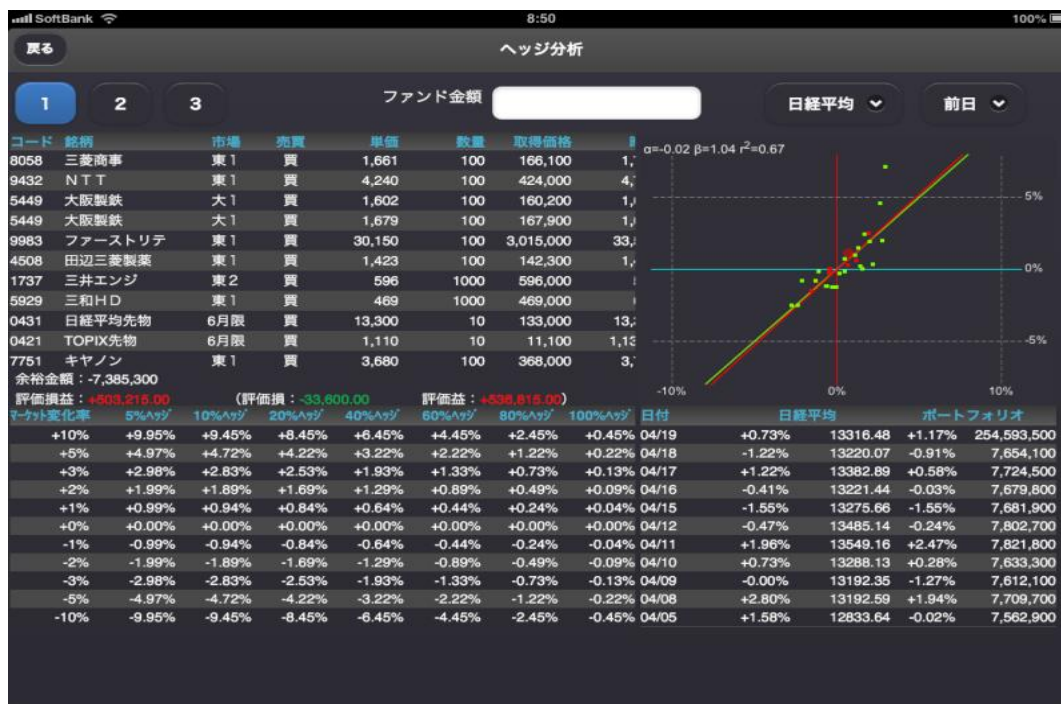 SoftBank 8:50 100%
戻る ヘッジ分析
1 2 3 ファンド金額 日経平均 前日
コード 銘柄 市場 売買 単価 数量 取得価格
8058 三菱商事 東1 買 1,661 100 166,100
9432 NTT 東1 買 4,240 100 424,000
5449 大阪製鉄 大1 買 1,602 100 160,200
5449 大阪製鉄 大1 買 1,679 100 167,900
9983 ファーストリテ 東1 買 30,150 100 3,015,000
4508 田辺三菱製薬 東1 買 1,423 100 142,300
1737 三井エンジ 東2 買 596 1000 596,000
5929 三和HD 東1 買 469 1000 469,000
0431 日経平均先物 6月限 買 13,300 10 133,000
0421 TOPIX先物 6月限 買 1,110 10 11,100
7751 キヤノン 東1 買 3,680 100 368,000
余裕金額:-7,385,300
評価損益:+503,215.00 (評価損:-33,600.00 評価益:+536,815.00)
α=-0.02 β=1.04 r²=0.67
5%
0%
-5%
-10% 0% 10%
マーケット変化率 5%ヘッジ 10%ヘッジ 20%ヘッジ 40%ヘッジ 60%ヘッジ 80%ヘッジ 100%ヘッジ 日付 日経平均 ポートフォリオ
+10% +9.95% +9.45% +8.45% +6.45% +4.45% +2.45% +0.45% 04/19 +0.73% 13316.48 +1.17% 254,593,500
+5% +4.97% +4.72% +4.22% +3.22% +2.22% +1.22% +0.22% 04/18 -1.22% 13220.07 -0.91% 7,654,100
+3% +2.98% +2.83% +2.53% +1.93% +1.33% +0.73% +0.13% 04/17 +1.22% 13382.89 +0.58% 7,724,500
+2% +1.99% +1.89% +1.69% +1.29% +0.89% +0.49% +0.09% 04/16 -0.41% 13221.44 -0.03% 7,679,800
+1% +0.99% +0.94% +0.84% +0.64% +0.44% +0.24% +0.04% 04/15 -1.55% 13275.66 -1.55% 7,681,900
+0% +0.00% +0.00% +0.00% +0.00% +0.00% +0.00% +0.00% 04/12 -0.47% 13485.14 -0.24% 7,802,700
-1% -0.99% -0.94% -0.84% -0.64% -0.44% -0.24% -0.04% 04/11 +1.96% 13549.16 +2.47% 7,821,800
-2% -1.99% -1.89% -1.69% -1.29% -0.89% -0.49% -0.09% 04/10 +0.73% 13288.13 +0.28% 7,633,300
-3% -2.98% -2.83% -2.53% -1.93% -1.33% -0.73% -0.13% 04/09 -0.00% 13192.35 -1.27% 7,612,100
-5% -4.97% -4.72% -4.22% -3.22% -2.22% -1.22% -0.22% 04/08 +2.80% 13192.59 +1.94% 7,709,700
-10% -9.95% -9.45% -8.45% -6.45% -4.45% -2.45% -0.45% 04/05 +1.58% 12833.64 -0.02% 7,562,900